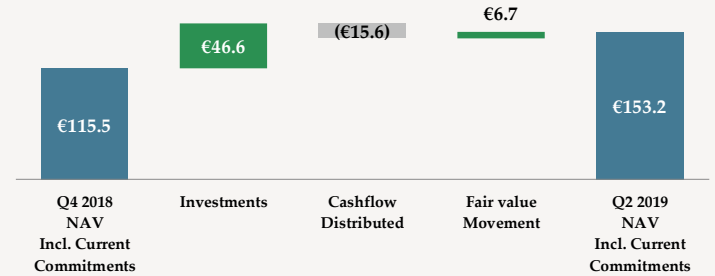 €6.7
€46.6
(€15.6)
€115.5
€153.2
Q4 2018
NAV
Incl. Current
Commitments
Investments
Cashflow
Distributed
Fair value
Movement
Q2 2019
NAV
Incl. Current
Commitments